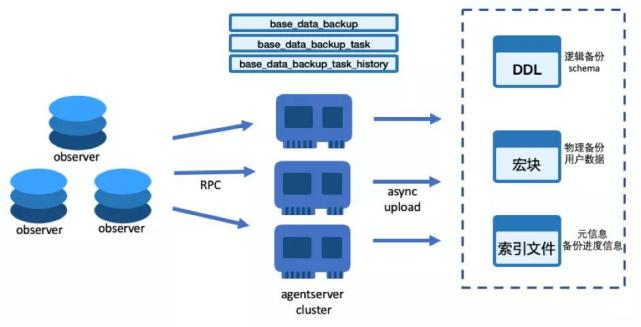 base_data_backup
base_data_backup_task
base_data_backup_task_history
observer
observer
observer
RPC
agentserver
cluster
async
upload
DDL
逻辑备份
schema
宏块
物理备份
用户数据
索引文件
元信息
备份进度信息